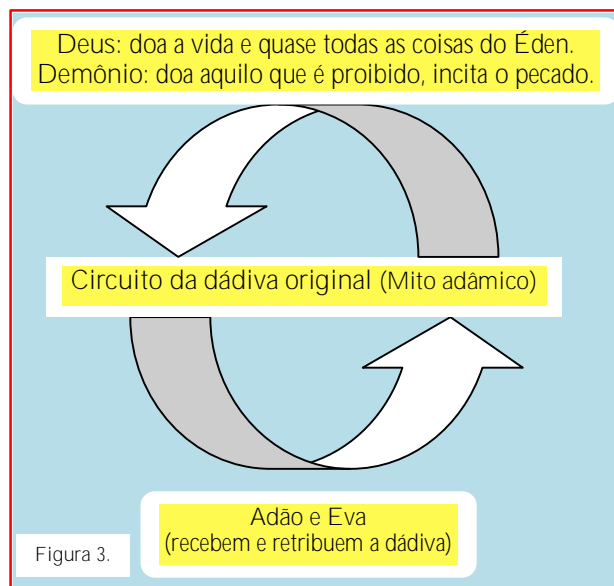 Deus: doa a vida e quase todas as coisas do Éden.
Demônio: doa aquilo que é proibido, incita o pecado.
Circuito da dádiva original (Mito adâmico)
Adão e Eva
(recebem e retribuem a dádiva)
Figura 3.